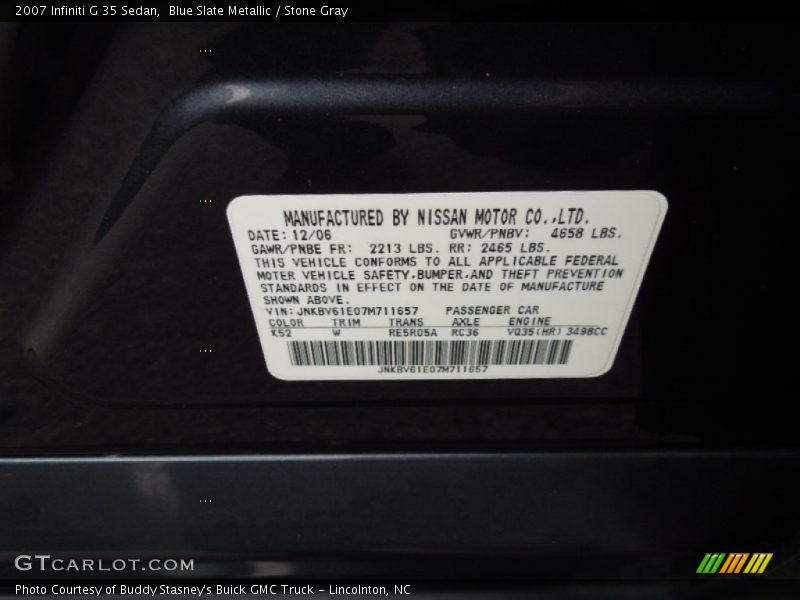 2007 Infiniti G 35 Sedan,  Blue Slate Metallic / Stone Gray
MANUFACTURED BY NISSAN MOTOR CO.,LTD.
DATE: 12/06 GVWR/PNBV: 4658 LBS.
GAWR/PNBE FR: 2213 LBS. RR: 2465 LBS.
THIS VEHICLE CONFORMS TO ALL APPLICABLE FEDERAL
MOTER VEHICLE SAFETY,BUMPER,AND THEFT PREVENTION
STANDARDS IN EFFECT ON THE DATE OF MANUFACTURE
SHOWN ABOVE.
VIN: JNKBV61E07M711657 PASSENGER CAR
COLOR TRIM TRANS AXLE ENGINE
K52 W RE5R05A RC36 VQ35(HR) 3498CC
JNKBV61E07M711657
GTCARLOT.COM
Photo Courtesy of Buddy Stasney's Buick GMC Truck - Lincolnton, NC